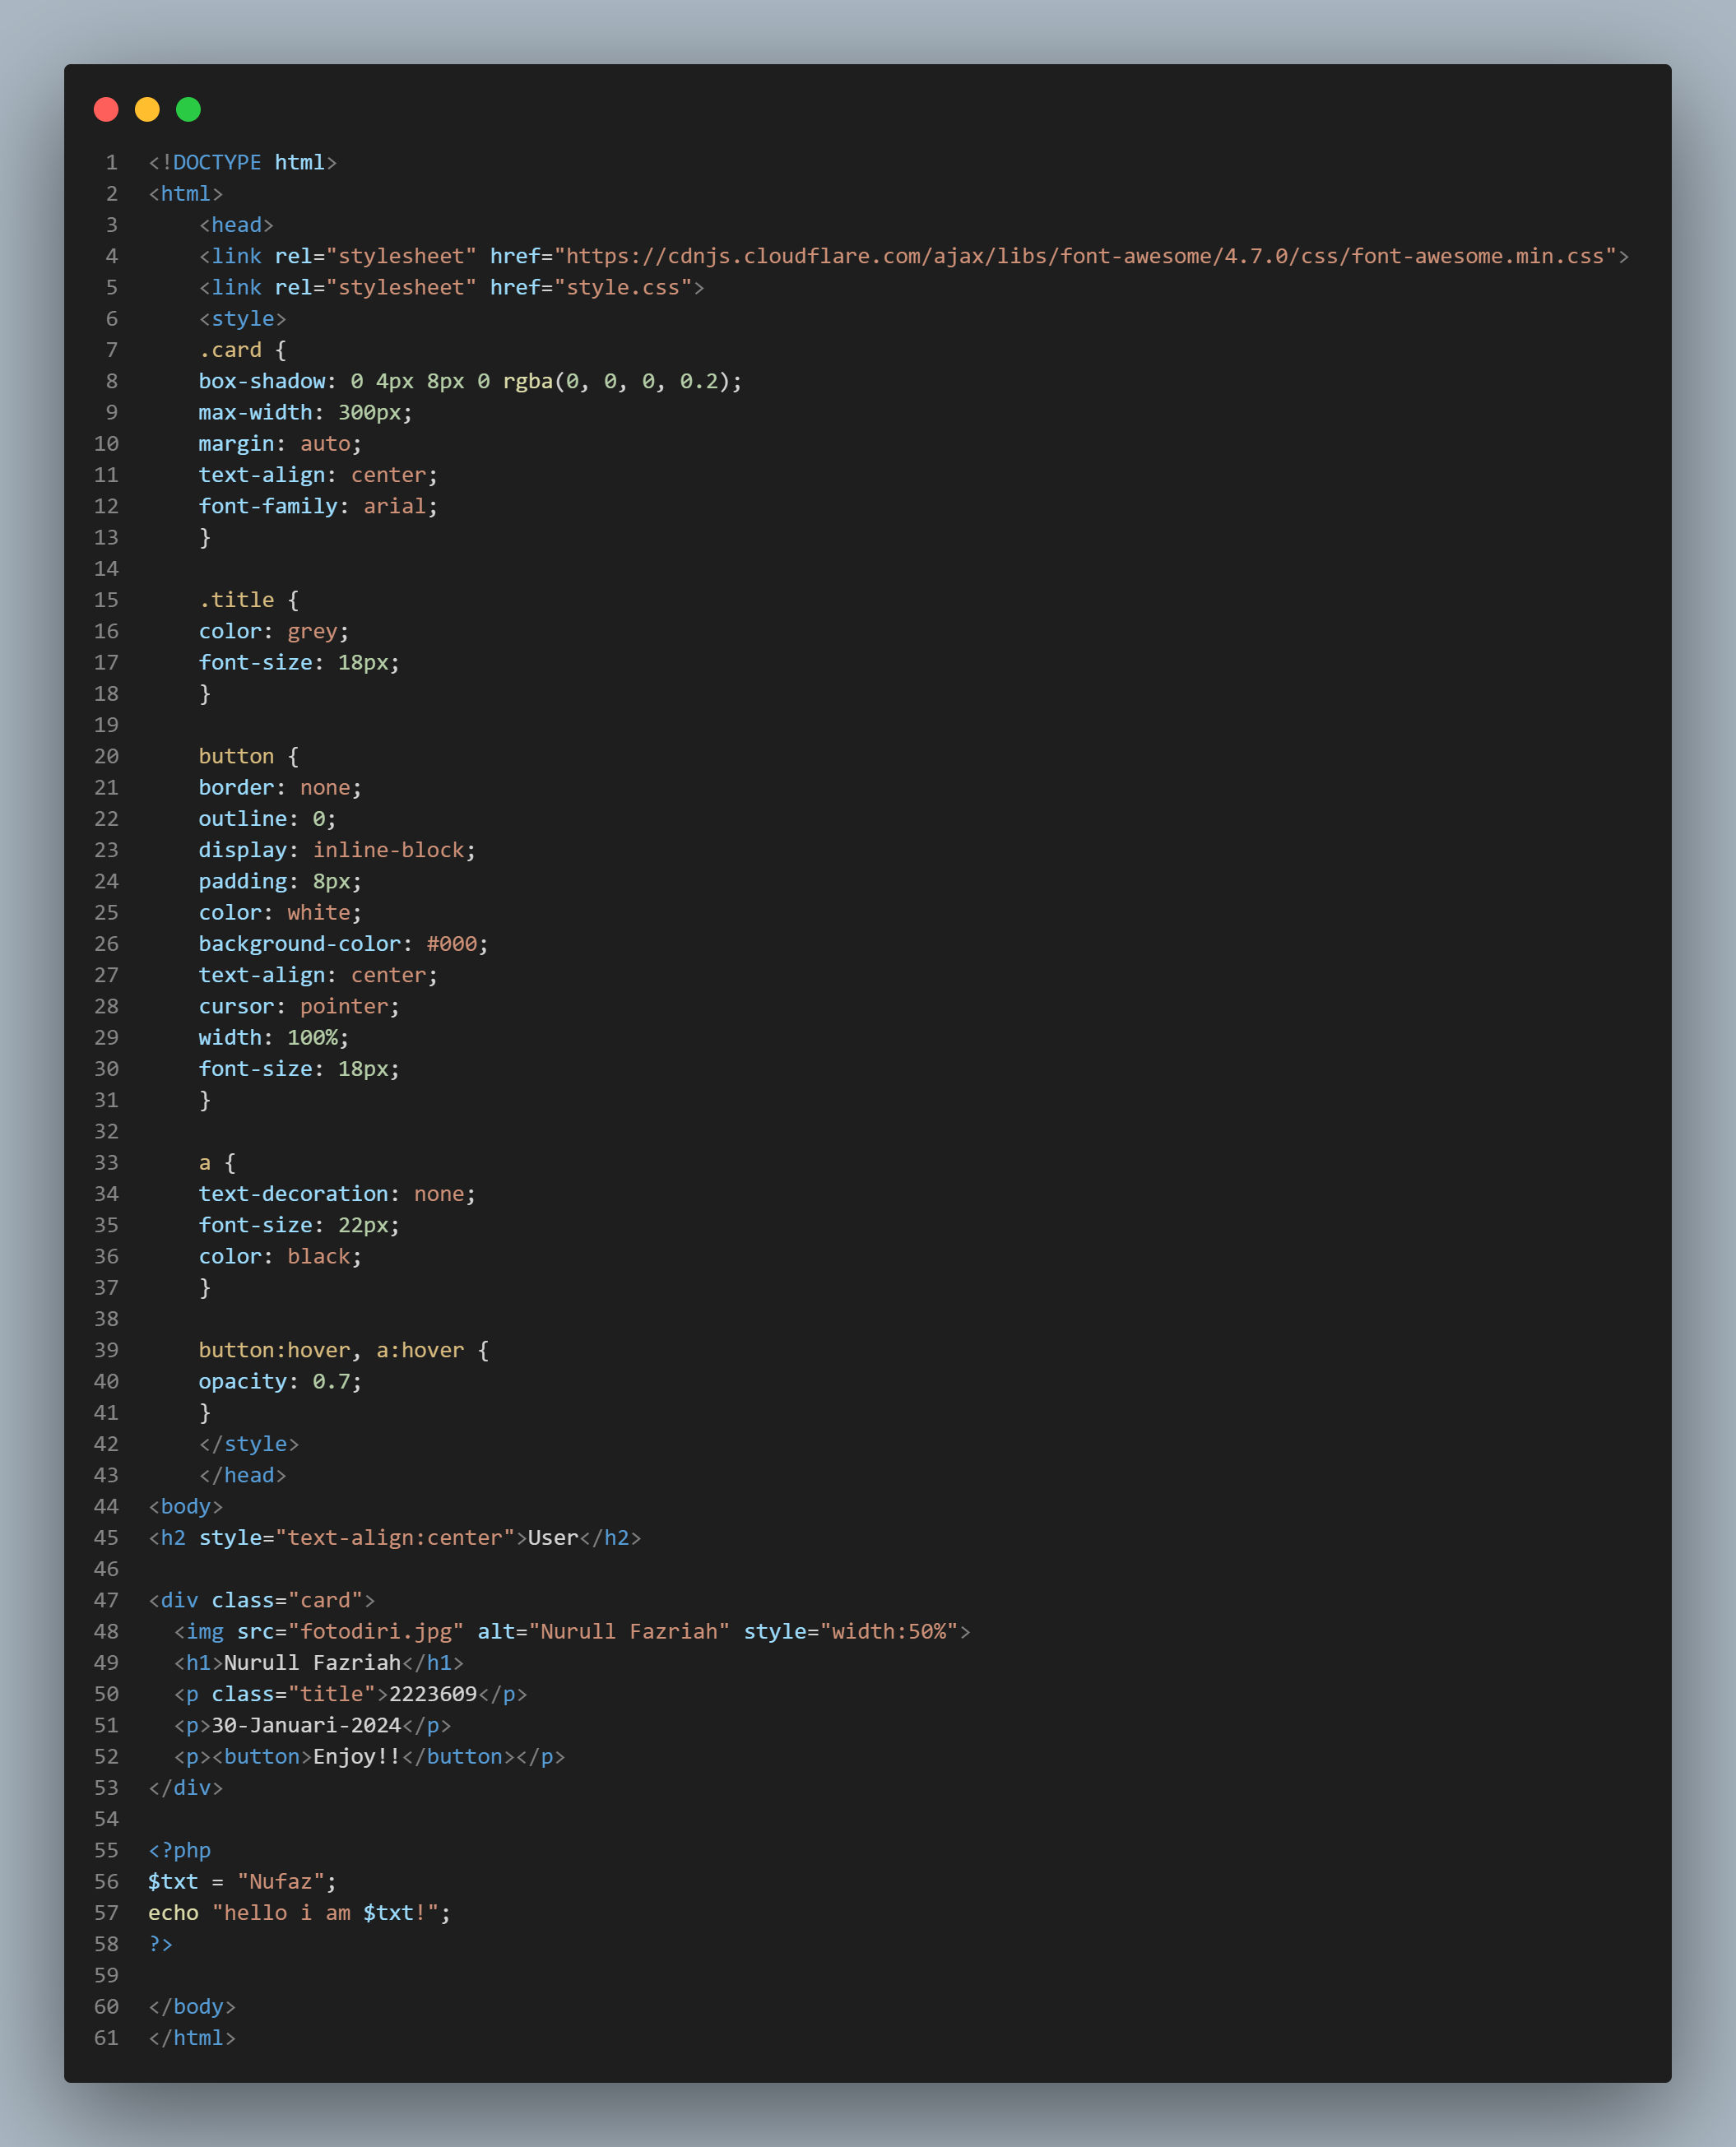 1 <!DOCTYPE html>
2 <html>
3     <head>
4     <link rel="stylesheet" href="https://cdnjs.cloudflare.com/ajax/libs/font-awesome/4.7.0/css/font-awesome.min.css">
5     <link rel="stylesheet" href="style.css">
6     <style>
7     .card {
8     box-shadow: 0 4px 8px 0 rgba(0, 0, 0, 0.2);
9     max-width: 300px;
10     margin: auto;
11     text-align: center;
12     font-family: arial;
13     }
14
15     .title {
16     color: grey;
17     font-size: 18px;
18     }
19
20     button {
21     border: none;
22     outline: 0;
23     display: inline-block;
24     padding: 8px;
25     color: white;
26     background-color: #000;
27     text-align: center;
28     cursor: pointer;
29     width: 100%;
30     font-size: 18px;
31     }
32
33     a {
34     text-decoration: none;
35     font-size: 22px;
36     color: black;
37     }
38
39     button:hover, a:hover {
40     opacity: 0.7;
41     }
42     </style>
43     </head>
44 <body>
45 <h2 style="text-align:center">User</h2>
46
47 <div class="card">
48   <img src="fotodiri.jpg" alt="Nurull Fazriah" style="width:50%">
49   <h1>Nurull Fazriah</h1>
50   <p class="title">2223609</p>
51   <p>30-Januari-2024</p>
52   <p><button>Enjoy!!</button></p>
53 </div>
54
55 <?php
56 $txt = "Nufaz";
57 echo "hello i am $txt!";
58 ?>
59
60 </body>
61 </html>